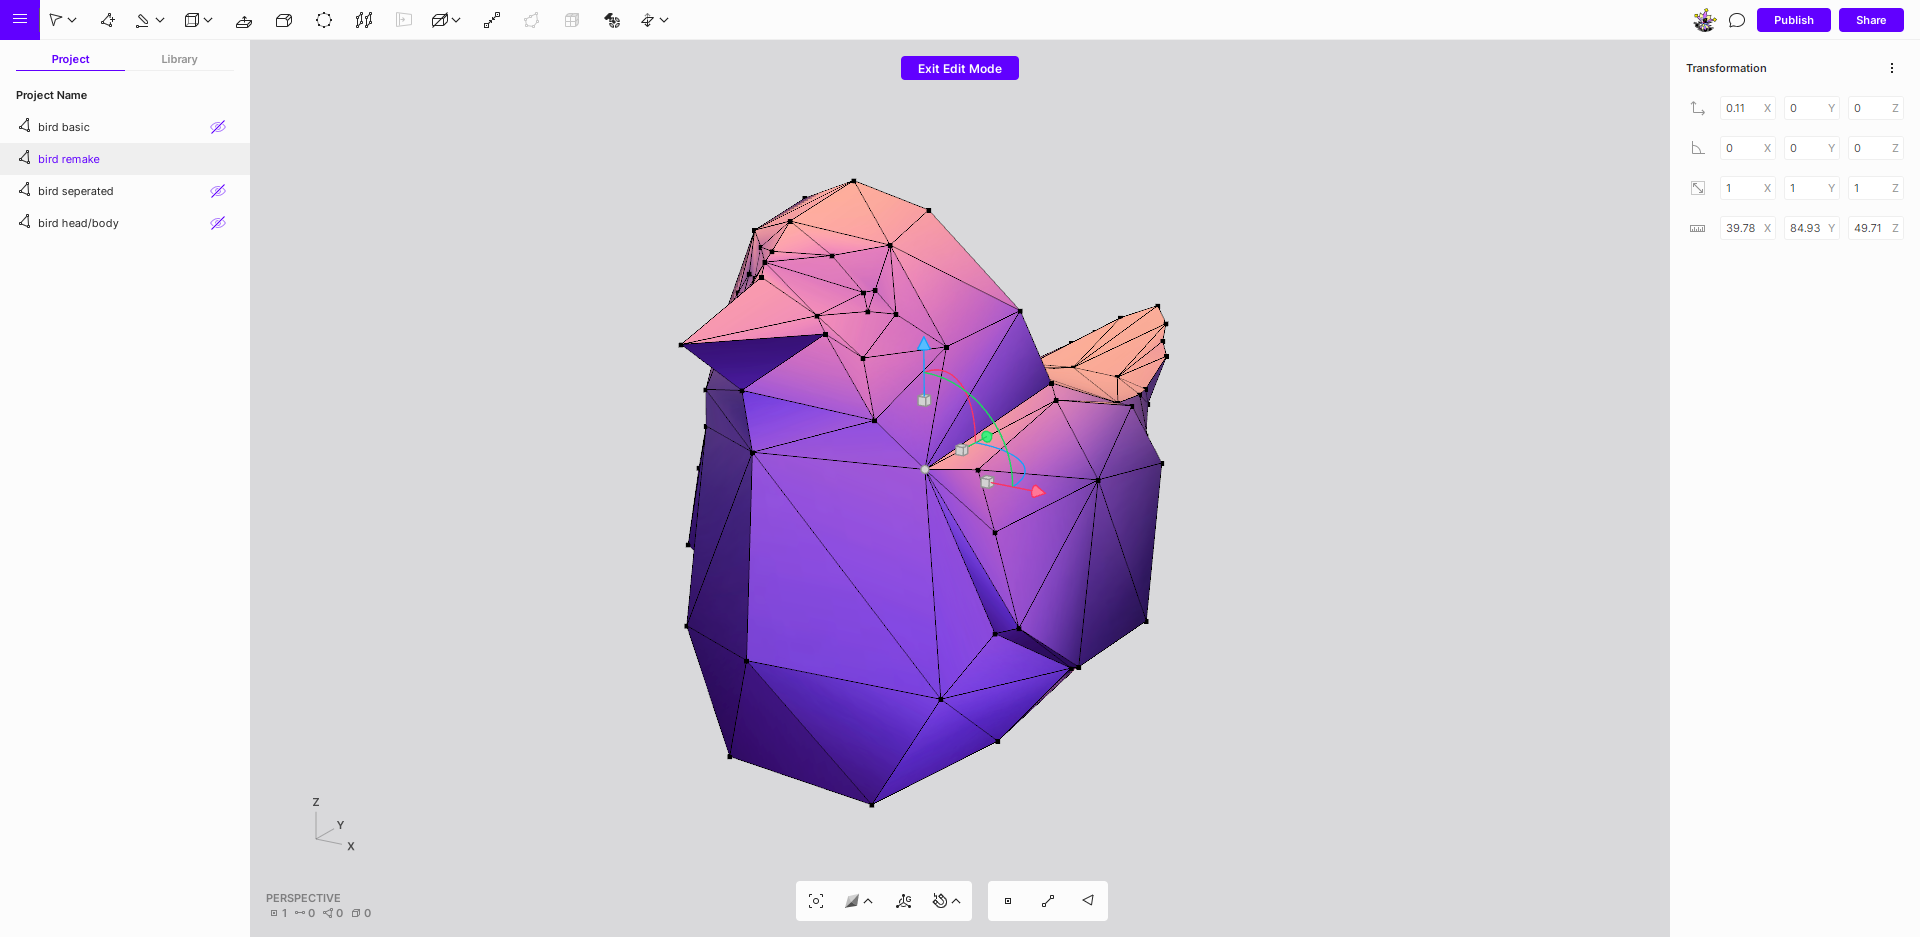 Publish
Share
Project
Library
Exit Edit Mode
Transformation
Project Name
bird basic
bird remake
bird seperated
bird head/body
0.11 X 0 Y 0 Z
0 X 0 Y 0 Z
1 X 1 Y 1 Z
39.78 X 84.93 Y 49.71 Z
Z
Y
X
PERSPECTIVE
1 0 0 0